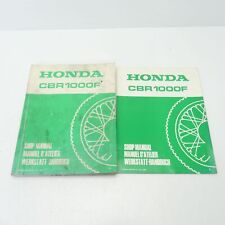 HONDA
CBR1000F
SHOP MANUAL
MANUEL D'ATELIER
WERKSTATT-HANDBUCH
HONDA
CBR1000F
SHOP MANUAL
MANUEL D'ATELIER
WERKSTATT-HANDBUCH